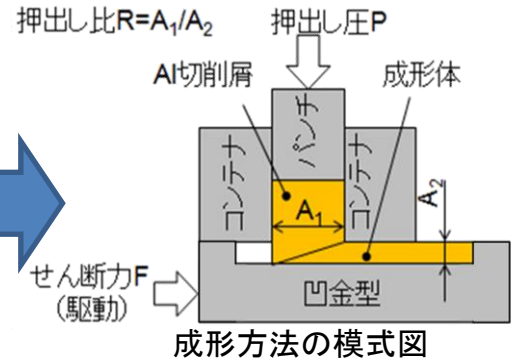 押出し比R=A₁/A₂
押出し圧P
Al切削屑
成形体
パンチ
コンテナ
コンテナ
A₁
A₂
せん断力F
(駆動)
凹金型
成形方法の模式図